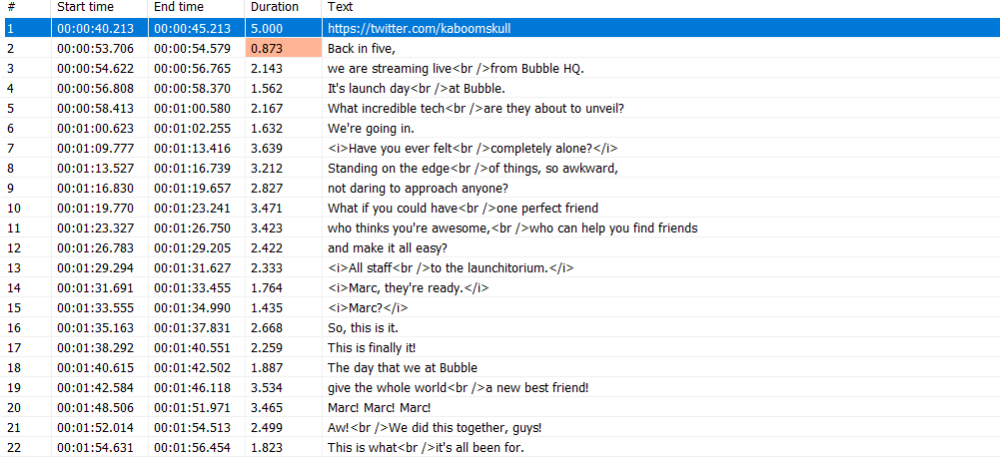 # Start time End time Duration Text
1 00:00:40.213 00:00:45.213 5.000 https://twitter.com/kaboomskull
2 00:00:53.706 00:00:54.579 0.873 Back in five,
3 00:00:54.622 00:00:56.765 2.143 we are streaming live<br />from Bubble HQ.
4 00:00:56.808 00:00:58.370 1.562 It's launch day<br />at Bubble.
5 00:00:58.413 00:01:00.580 2.167 What incredible tech<br />are they about to unveil?
6 00:01:00.623 00:01:02.255 1.632 We're going in.
7 00:01:09.777 00:01:13.416 3.639 <i>Have you ever felt<br />completely alone?</i>
8 00:01:13.527 00:01:16.739 3.212 Standing on the edge<br />of things, so awkward,
9 00:01:16.830 00:01:19.657 2.827 not daring to approach anyone?
10 00:01:19.770 00:01:23.241 3.471 What if you could have<br />one perfect friend
11 00:01:23.327 00:01:26.750 3.423 who thinks you're awesome,<br />who can help you find friends
12 00:01:26.783 00:01:29.205 2.422 and make it all easy?
13 00:01:29.294 00:01:31.627 2.333 <i>All staff<br />to the launchitorium.</i>
14 00:01:31.691 00:01:33.455 1.764 <i>Marc, they're ready.</i>
15 00:01:33.555 00:01:34.990 1.435 <i>Marc?</i>
16 00:01:35.163 00:01:37.831 2.668 So, this is it.
17 00:01:38.292 00:01:40.551 2.259 This is finally it!
18 00:01:40.615 00:01:42.502 1.887 The day that we at Bubble
19 00:01:42.584 00:01:46.118 3.534 give the whole world<br />a new best friend!
20 00:01:48.506 00:01:51.971 3.465 Marc! Marc! Marc!
21 00:01:52.014 00:01:54.513 2.499 Aw!<br />We did this together, guys!
22 00:01:54.631 00:01:56.454 1.823 This is what<br />it's all been for.